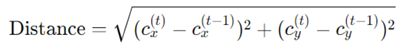 Distance = √((c_x^{(t)} − c_x^{(t−1)})² + (c_y^{(t)} − c_y^{(t−1)})²)